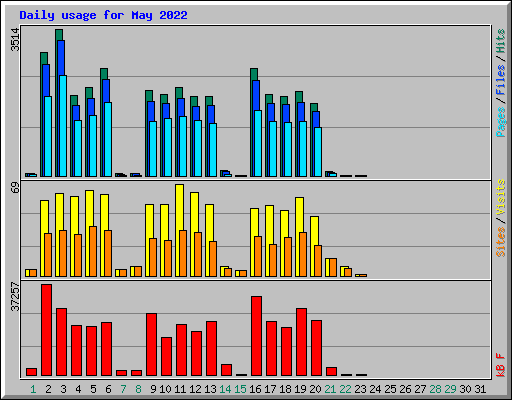 Daily usage for May 2022
3514
Pages/Files/Hits
69
Sites/Visits
37257
kB F
1 2 3 4 5 6 7 8 9 10 11 12 13 14 15 16 17 18 19 20 21 22 23 24 25 26 27 28 29 30 31